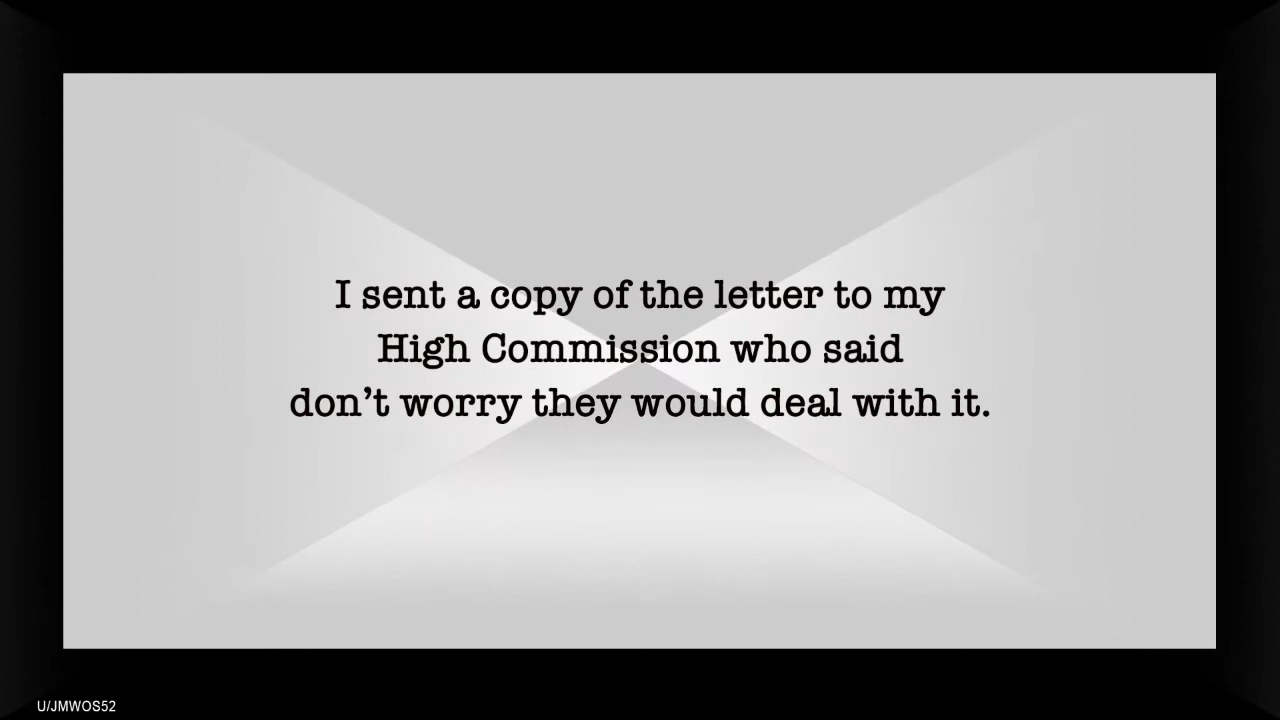 I sent a copy of the letter to my
High Commission who said
don’t worry they would deal with it.
U/JMWOS52